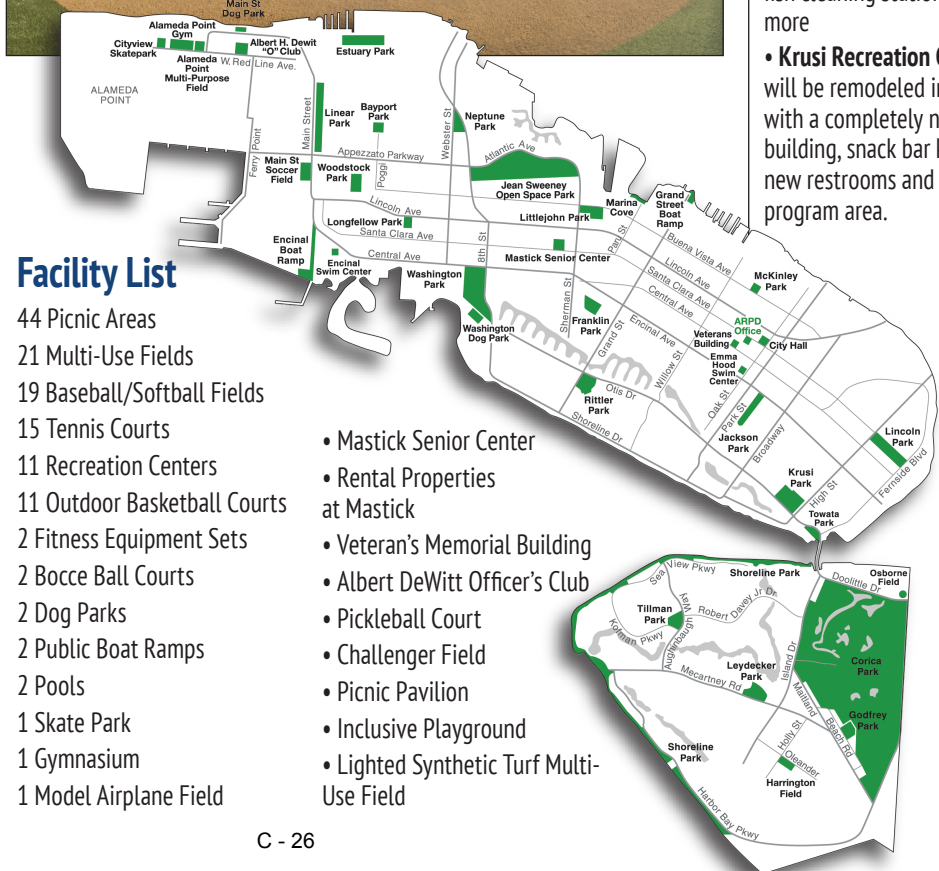 Main St
Dog Park
Alameda Point
Gym
Cityview
Skatepark
Alameda
Point
Multi-Purpose
Field
Albert H. Dewit
"O" Club
W. Red Line Ave.
Estuary Park
ALAMEDA
POINT
Ferry Point
Main Street
Linear
Park
Bayport
Park
Webster St
Neptune
Park
Appezzato Parkway
Atlantic Ave
Main St
Soccer
Field
Woodstock
Park
Poggi
Jean Sweeney
Open Space Park
Marina
Cove
Grand
Street
Boat
Ramp
Lincoln Ave
Longfellow Park
Santa Clara Ave
Littlejohn Park
Pari St
Buena Vista Ave
Encinal
Boat
Ramp
Encinal
Swim Center
Central Ave
8th St
Mastick Senior Center
Lincoln Ave
Santa Clara Ave
Central Ave
McKinley
Park
Washington
Park
Washington
Dog Park
Sherman St
Franklin
Park
Grand St
Encinal Ave
Willow St
Veterans
Building
ARPD
Office
City Hall
Emma
Hood
Swim
Center
Oak St
Park St
Rittler
Park
Otis Dr
Shoreline Dr
Jackson
Park
Broadway
Lincoln
Park
Fernside Blvd
Krusi
Park
High St
Towata
Park
Sea View Pkwy
Shoreline Park
Doolittle Dr
Osborne
Field
Tillman
Park
Kofman Pkwy
Aughinbaugh Way
Robert Davey Jr Dr
Island Dr
Corica
Park
Leydecker
Park
Mecartney Rd
Maitland
Beach Rd
Godfrey
Park
Holly St
Oleander
Harrington
Field
Shoreline
Park
Harbor Bay Pkwy
more
• Krusi Recreation
will be remodeled in
with a completely n
building, snack bar
new restrooms and
program area.
Facility List
44 Picnic Areas
21 Multi-Use Fields
19 Baseball/Softball Fields
15 Tennis Courts
11 Recreation Centers
11 Outdoor Basketball Courts
2 Fitness Equipment Sets
2 Bocce Ball Courts
2 Dog Parks
2 Public Boat Ramps
2 Pools
1 Skate Park
1 Gymnasium
1 Model Airplane Field
• Mastick Senior Center
• Rental Properties
at Mastick
• Veteran's Memorial Building
• Albert DeWitt Officer's Club
• Pickleball Court
• Challenger Field
• Picnic Pavilion
• Inclusive Playground
• Lighted Synthetic Turf Multi-
Use Field
C - 26